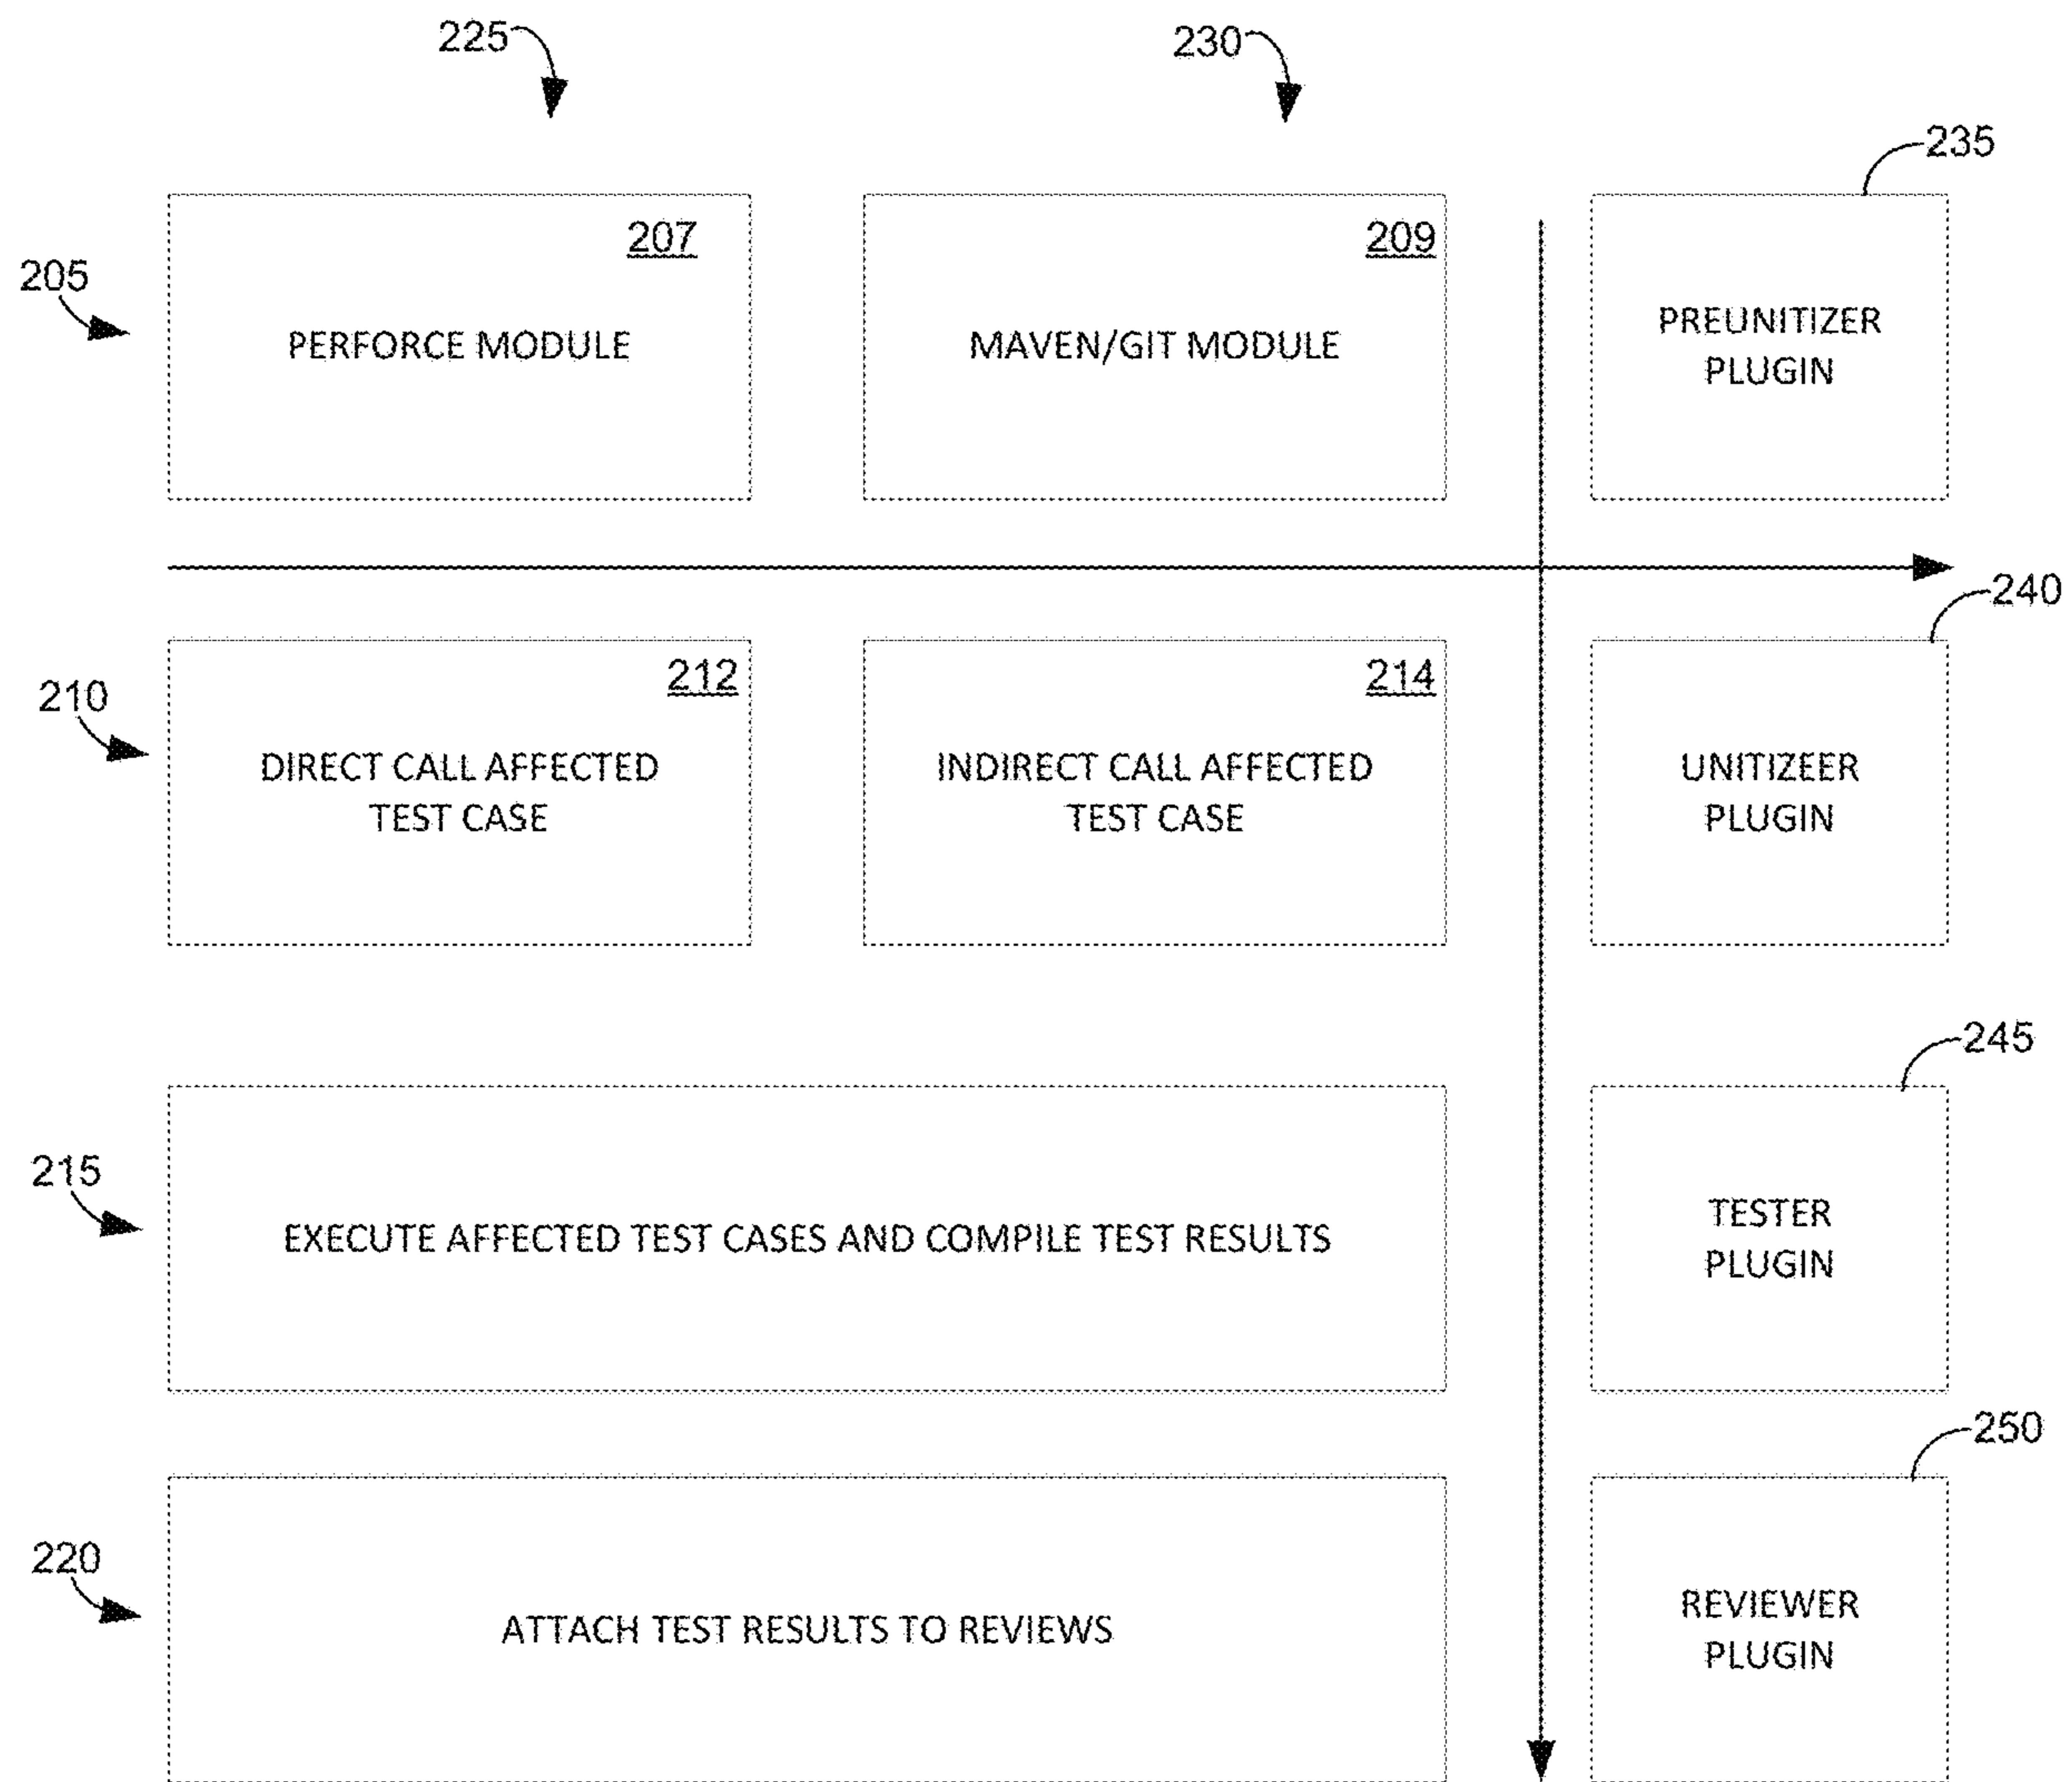 225
230
235
207
209
205
PERFORCE MODULE
MAVEN/GIT MODULE
PREUNITIZER
PLUGIN
240
212
214
210
DIRECT CALL AFFECTED
TEST CASE
INDIRECT CALL AFFECTED
TEST CASE
UNITIZEER
PLUGIN
245
215
EXECUTE AFFECTED TEST CASES AND COMPILE TEST RESULTS
TESTER
PLUGIN
250
220
ATTACH TEST RESULTS TO REVIEWS
REVIEWER
PLUGIN